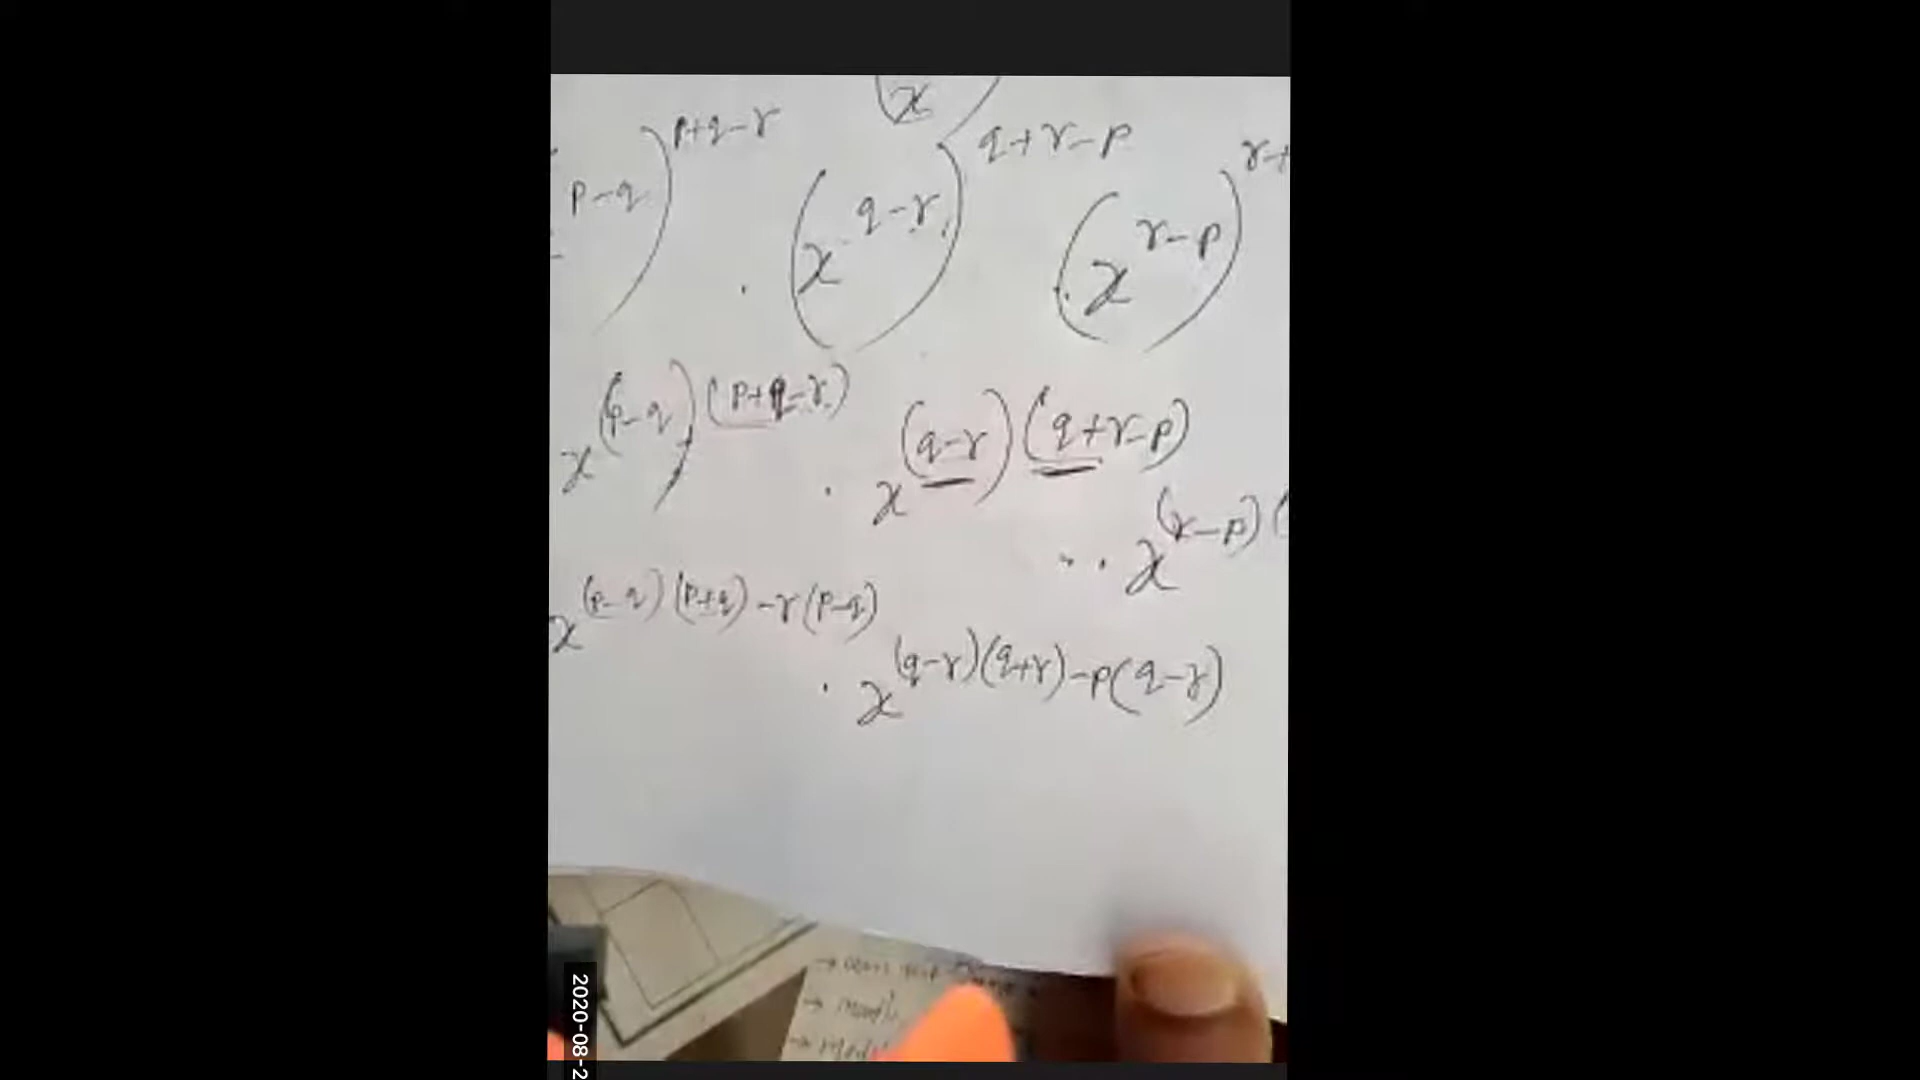 x
p-q)^{p+q-r} . (x^{q-r})^{q+r-p} (x^{r-p})^{r+
x^{(p-q)(p+q-r)} . x^{(q-r)(q+r-p)}
.. x^{(r-p)(
x^{(p-q)(p+q)-r(p-q)}
. x^{(q-r)(q+r)-p(q-r)}
2020-08-2